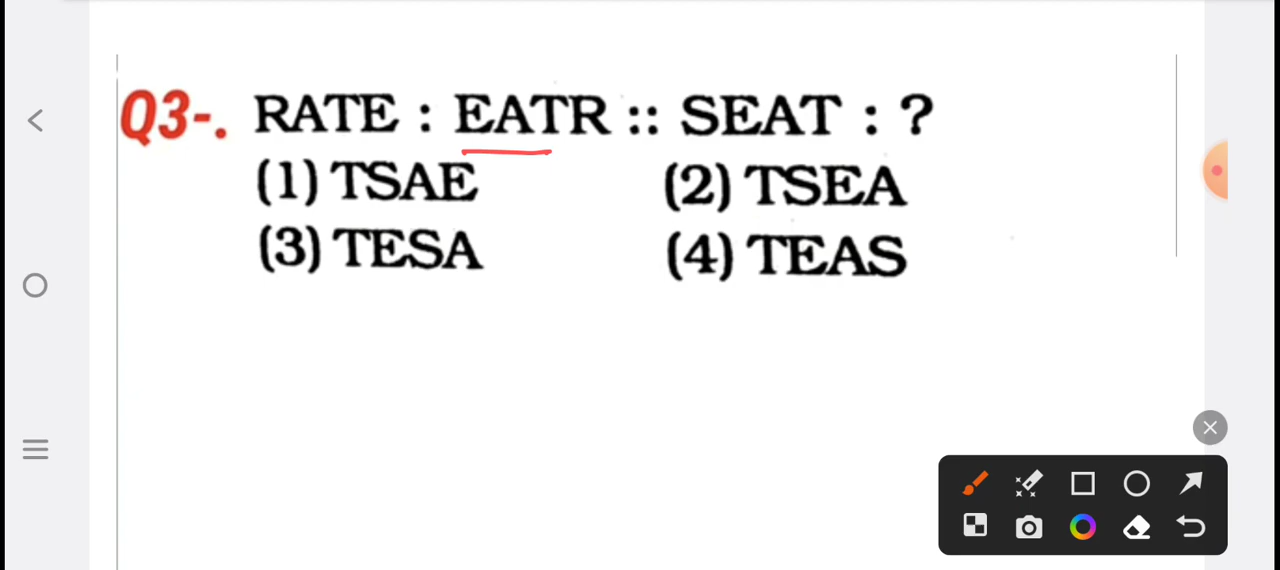 Q3-. RATE : EATR :: SEAT : ?
(1) TSAE (2) TSEA
(3) TESA (4) TEAS